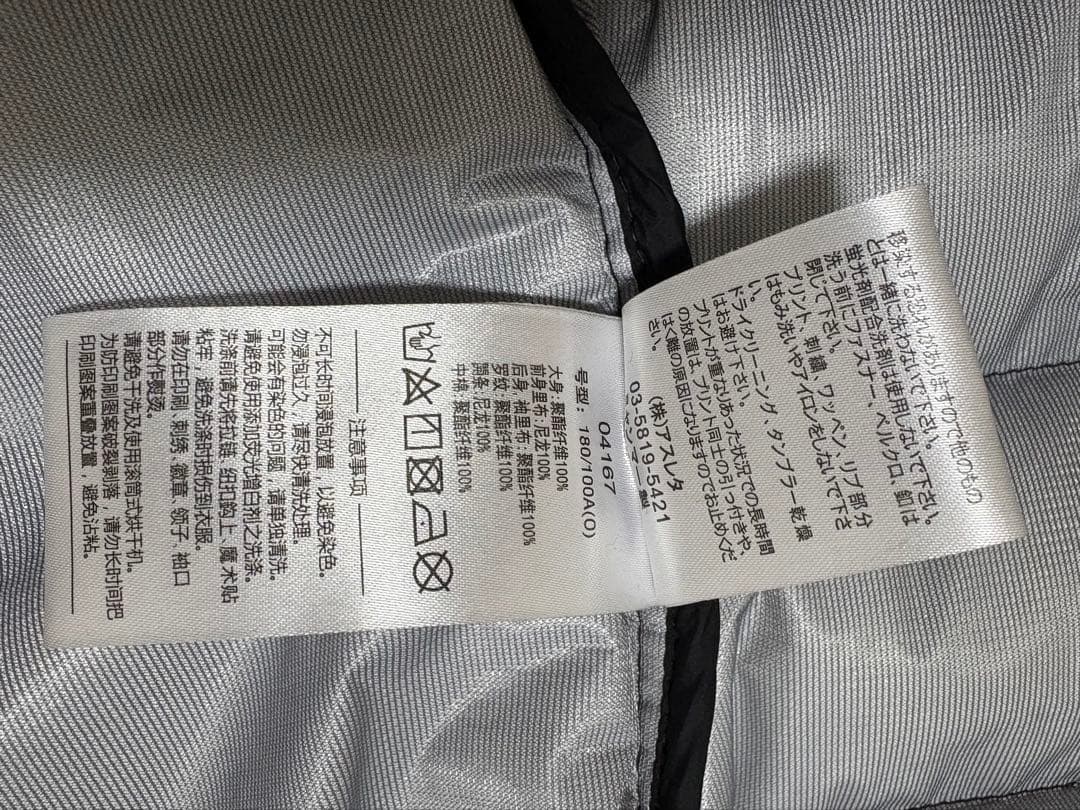 移染するおそれがありますので他のもの
とは一緒に洗わないで下さい。
蛍光剤配合洗剤は使用しないで下さい。
洗う前にファスナー、ベルクロ、釦は
閉じて下さい。
プリント、刺繍、ワッペン、リブ部分
はもみ洗いやアイロンをしないで下さ
い。
ドライクリーニング、タンブラー乾燥
はお避け下さい。
プリントが重なりあった状況での長時間
の放置は、プリント同士の引っ付きや、
はく離の原因になりますのでお止めくだ
さい。
(株)アスレタ
03-5819-5421
04167
号型：180/100A(O)
大身:聚酯纤维100%
前身里布:尼龙100%
后身, 袖里布:聚酯纤维100%
罗纹:聚酯纤维100%
阔条:尼龙100%
中棉:聚酯纤维100%
注意事项
不可长时间浸泡放置，以避免染色。
勿浸泡过久，请尽快清洗处理。
可能会有染色的问题，请单独清洗。
请避免使用添加荧光增白剂之洗涤。
洗涤前请先将拉链 纽扣韵上，魔术贴
粘牢，避免洗涤时损伤到衣服。
请勿在印刷 刺绣 徽章 领子 袖口
部分作熨烫。
请避免干洗及使用滚筒式烘干机。
为防印刷图案破裂剥落，请勿长时间把
印刷图案重叠放置，避免沾粘。